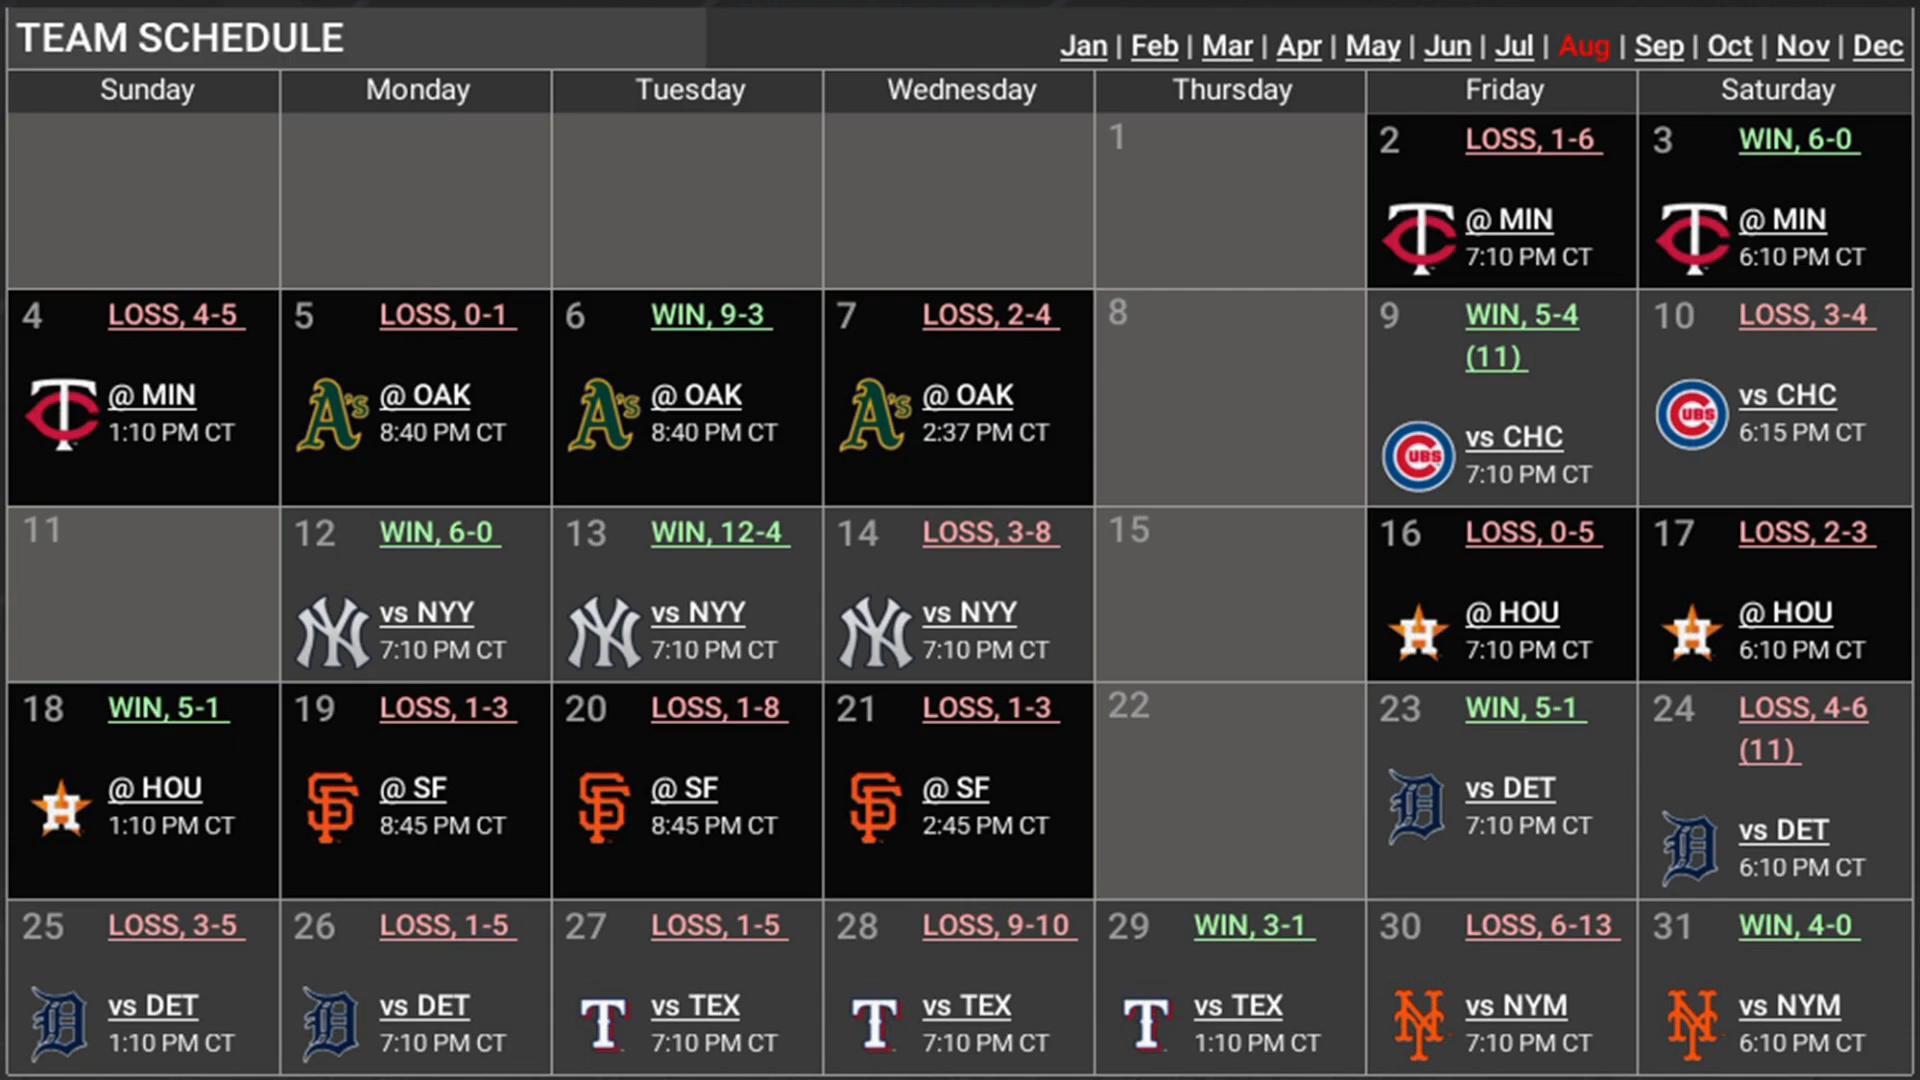 TEAM SCHEDULE
Jan | Feb | Mar | Apr | May | Jun | Jul | Aug | Sep | Oct | Nov | Dec
Sunday Monday Tuesday Wednesday Thursday Friday Saturday
1
2 LOSS, 1-6
@ MIN
7:10 PM CT
3 WIN, 6-0
@ MIN
6:10 PM CT
4 LOSS, 4-5
@ MIN
1:10 PM CT
5 LOSS, 0-1
A's @ OAK
8:40 PM CT
6 WIN, 9-3
A's @ OAK
8:40 PM CT
7 LOSS, 2-4
A's @ OAK
2:37 PM CT
8
9 WIN, 5-4
(11)
CUBS vs CHC
7:10 PM CT
10 LOSS, 3-4
CUBS vs CHC
6:15 PM CT
11
12 WIN, 6-0
NY vs NYY
7:10 PM CT
13 WIN, 12-4
NY vs NYY
7:10 PM CT
14 LOSS, 3-8
NY vs NYY
7:10 PM CT
15
16 LOSS, 0-5
H @ HOU
7:10 PM CT
17 LOSS, 2-3
H @ HOU
6:10 PM CT
18 WIN, 5-1
H @ HOU
1:10 PM CT
19 LOSS, 1-3
SF @ SF
8:45 PM CT
20 LOSS, 1-8
SF @ SF
8:45 PM CT
21 LOSS, 1-3
SF @ SF
2:45 PM CT
22
23 WIN, 5-1
D vs DET
7:10 PM CT
24 LOSS, 4-6
(11)
D vs DET
6:10 PM CT
25 LOSS, 3-5
D vs DET
1:10 PM CT
26 LOSS, 1-5
D vs DET
7:10 PM CT
27 LOSS, 1-5
T vs TEX
7:10 PM CT
28 LOSS, 9-10
T vs TEX
7:10 PM CT
29 WIN, 3-1
T vs TEX
1:10 PM CT
30 LOSS, 6-13
NY vs NYM
7:10 PM CT
31 WIN, 4-0
NY vs NYM
6:10 PM CT